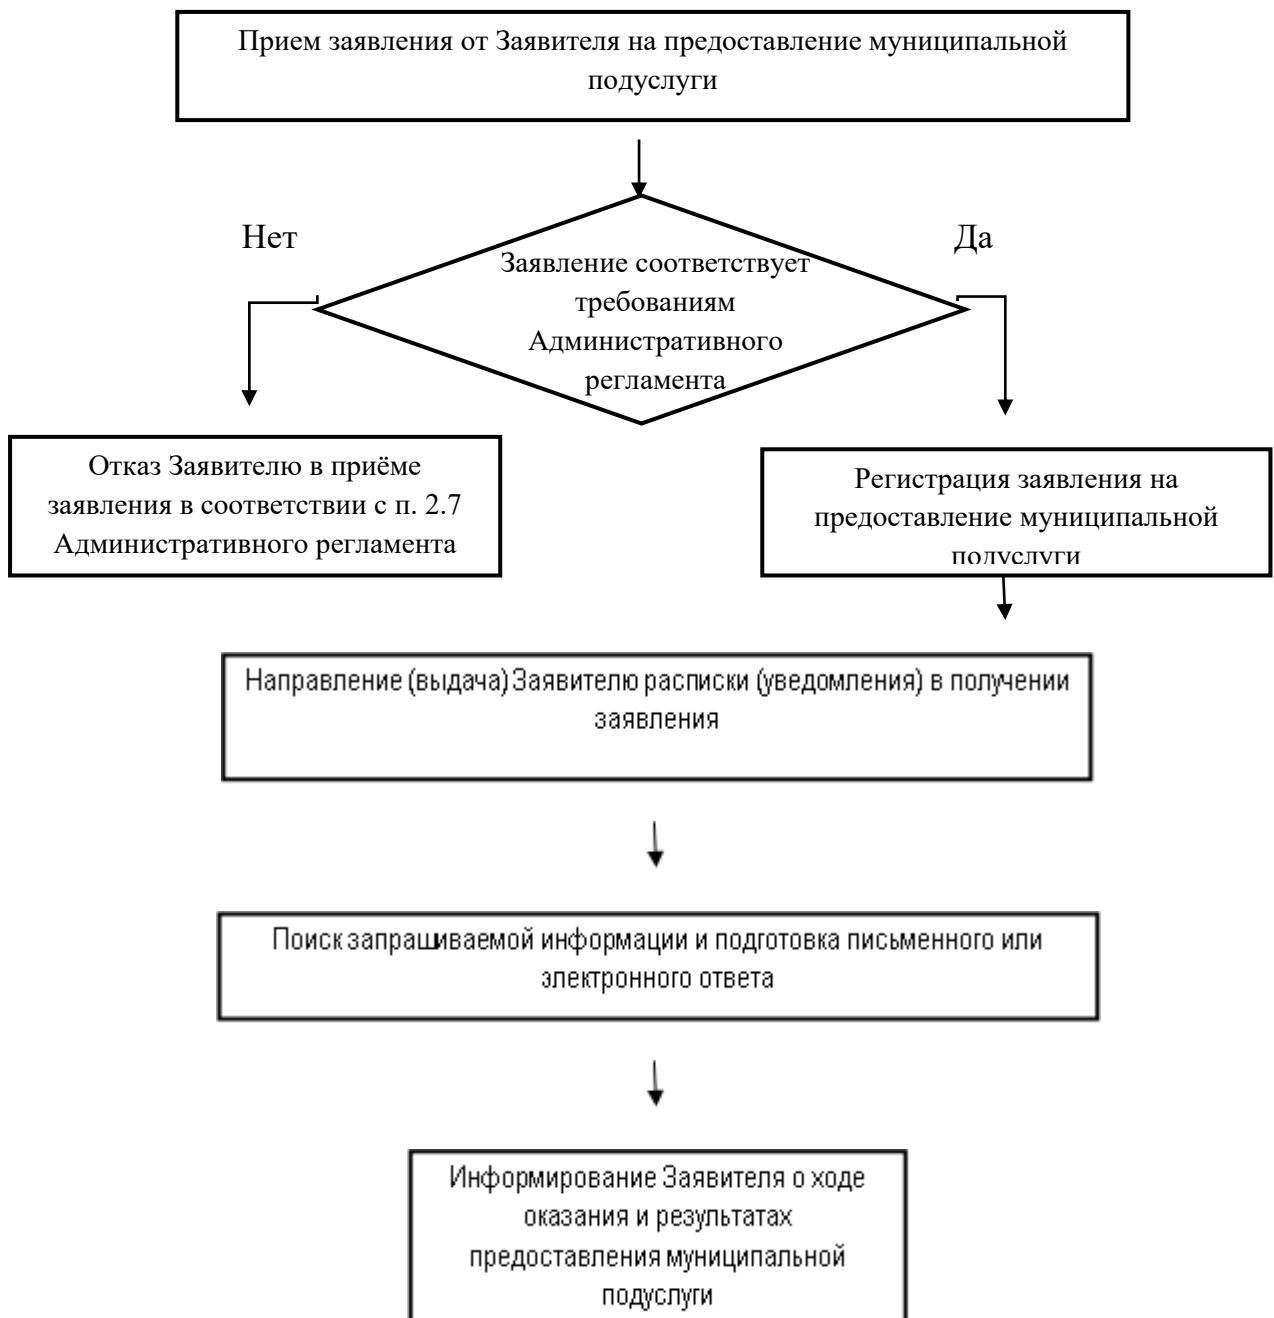 Прием заявления от Заявителя на предоставление муниципальной
подуслуги
Нет
Да
Заявление соответствует
требованиям
Административного
регламента
Отказ Заявителю в приёме
заявления в соответствии с п. 2.7
Административного регламента
Регистрация заявления на
предоставление муниципальной
подуслуги
Направление (выдача) Заявителю расписки (уведомления) в получении
заявления
Поиск запрашиваемой информации и подготовка письменного или
электронного ответа
Информирование Заявителя о ходе
оказания и результатах
предоставления муниципальной
подуслуги